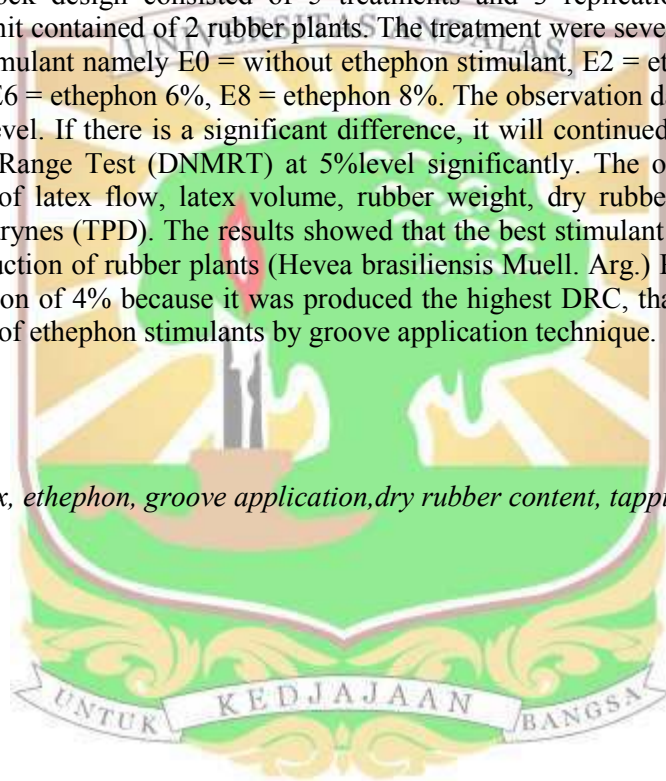 ock design consisted of treatments and replication
nit contained of 2 rubber plants. The treatment were seve
UNIVERSITAS ANDALAS
mulant namely E0 = without ethephon stimulant, E2 = et
E6 = ethephon 6%, E8 = ethephon 8%. The observation d
evel. If there is a significant difference, it will continued
Range Test (DNMRT) at 5%level significantly. The o
of latex flow, latex volume, rubber weight, dry rubbe
rynes (TPD). The results showed that the best stimulant
uction of rubber plants (Hevea brasiliensis Muell. Arg.)
on of 4% because it was produced the highest DRC, tha
of ethephon stimulants by groove application technique.
x, ethephon, groove application,dry rubber content, tappi
UNTUK KEDJAJAAN BANGSA